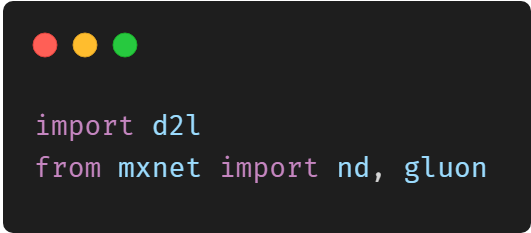 import d2l
from mxnet import nd, gluon